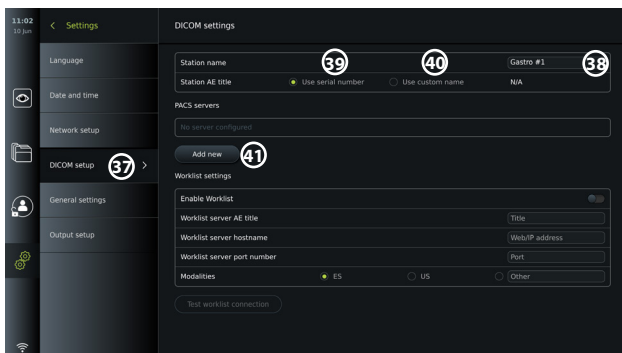 11:02
10 Jun
Settings
DICOM settings
Language
Date and time
Network setup
DICOM setup 37
General settings
Output setup
Station name 39 40 Gastro #1 38
Station AE title Use serial number Use custom name N/A
PACS servers
No server configured
Add new 41
Worklist settings
Enable Worklist
Worklist server AE title Title
Worklist server hostname Web/IP address
Worklist server port number Port
Modalities ES US Other
Test worklist connection